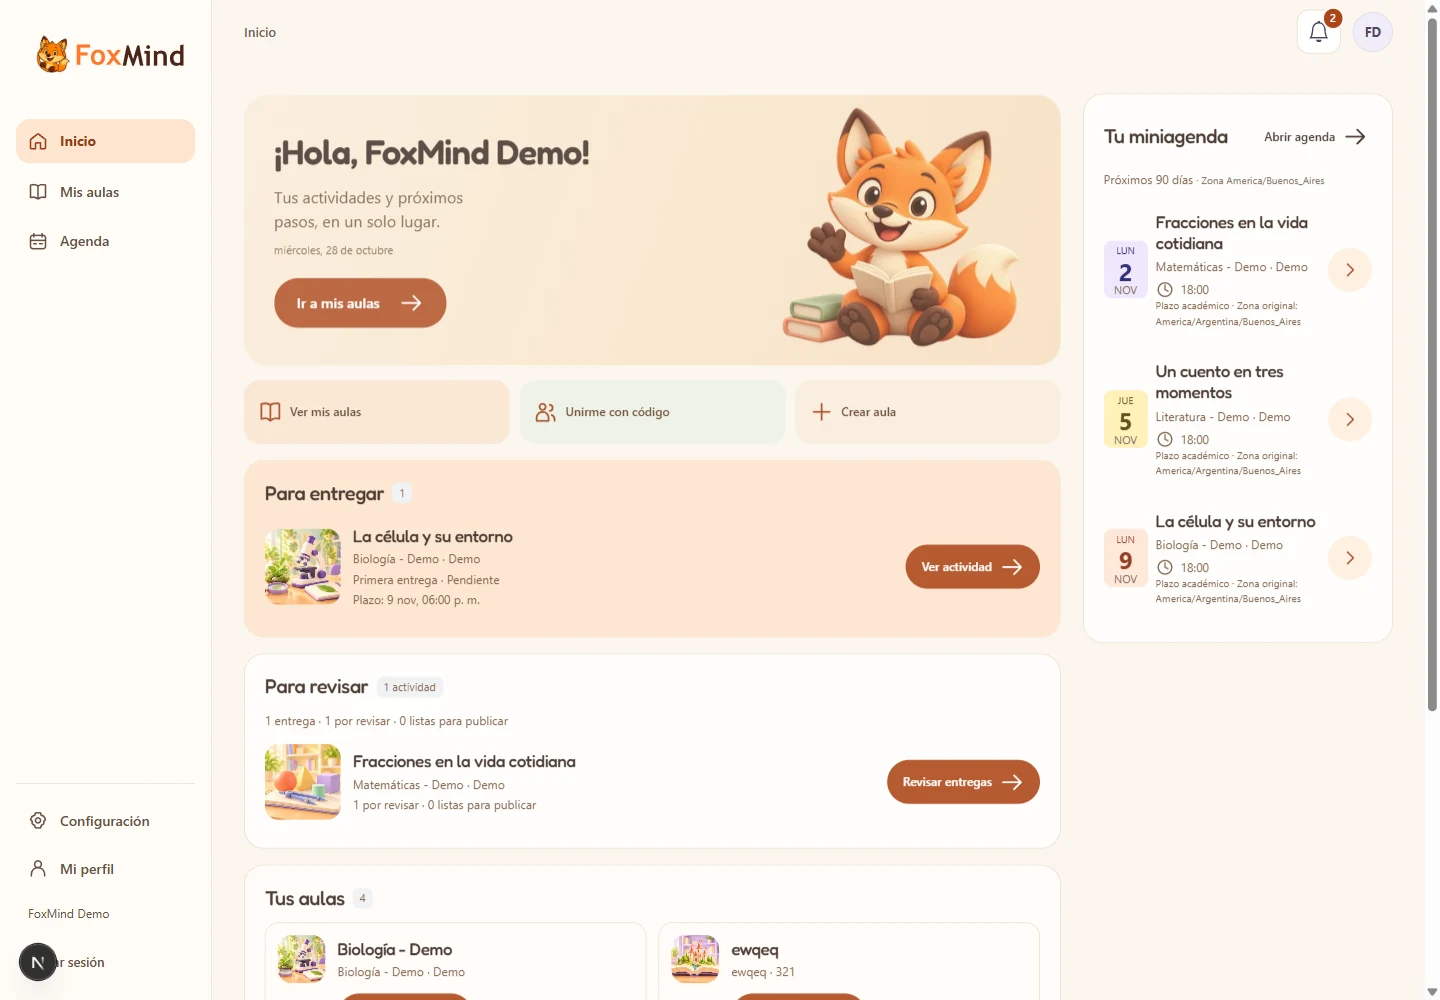 FoxMind
Inicio
Mis aulas
Agenda
Configuración
Mi perfil
FoxMind Demo
N
r sesión
Inicio
2
FD
¡Hola, FoxMind Demo!
Tus actividades y próximos
pasos, en un solo lugar.
miércoles, 28 de octubre
Ir a mis aulas
Ver mis aulas
Unirme con código
Crear aula
Para entregar 1
La célula y su entorno
Biología - Demo · Demo
Primera entrega · Pendiente
Plazo: 9 nov, 06:00 p. m.
Ver actividad
Para revisar 1 actividad
1 entrega · 1 por revisar · 0 listas para publicar
Fracciones en la vida cotidiana
Matemáticas - Demo · Demo
1 por revisar · 0 listas para publicar
Revisar entregas
Tus aulas 4
Biología - Demo
Biología - Demo · Demo
ewqeq
ewqeq · 321
Tu miniagenda
Abrir agenda
Próximos 90 días · Zona America/Buenos_Aires
LUN
2
NOV
Fracciones en la vida
cotidiana
Matemáticas - Demo · Demo
18:00
Plazo académico · Zona original:
America/Argentina/Buenos_Aires
JUE
5
NOV
Un cuento en tres
momentos
Literatura - Demo · Demo
18:00
Plazo académico · Zona original:
America/Argentina/Buenos_Aires
LUN
9
NOV
La célula y su entorno
Biología - Demo · Demo
18:00
Plazo académico · Zona original:
America/Argentina/Buenos_Aires